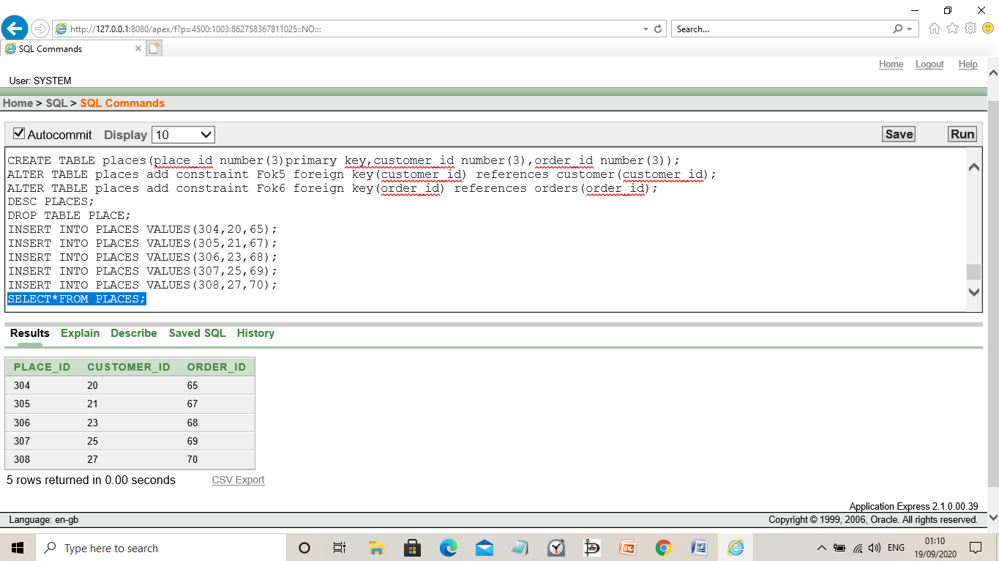 http://127.0.0.1:8080/apex/f?p=4500:1003:862758367811025::NO:::
Search...
SQL Commands
Home Logout Help
User: SYSTEM
Home > SQL > SQL Commands
Autocommit Display 10 Save Run
CREATE TABLE places(place_id number(3)primary key,customer_id number(3),order_id number(3));
ALTER TABLE places add constraint Fok5 foreign key(customer_id) references customer(customer_id);
ALTER TABLE places add constraint Fok6 foreign key(order_id) references orders(order_id);
DESC PLACES;
DROP TABLE PLACE;
INSERT INTO PLACES VALUES(304,20,65);
INSERT INTO PLACES VALUES(305,21,67);
INSERT INTO PLACES VALUES(306,23,68);
INSERT INTO PLACES VALUES(307,25,69);
INSERT INTO PLACES VALUES(308,27,70);
SELECT*FROM PLACES;
Results Explain Describe Saved SQL History
PLACE_ID CUSTOMER_ID ORDER_ID
304 20 65
305 21 67
306 23 68
307 25 69
308 27 70
5 rows returned in 0.00 seconds CSV Export
Application Express 2.1.0.00.39
Language: en-gb Copyright © 1999, 2006, Oracle. All rights reserved.
Type here to search
ENG
01:10
19/09/2020